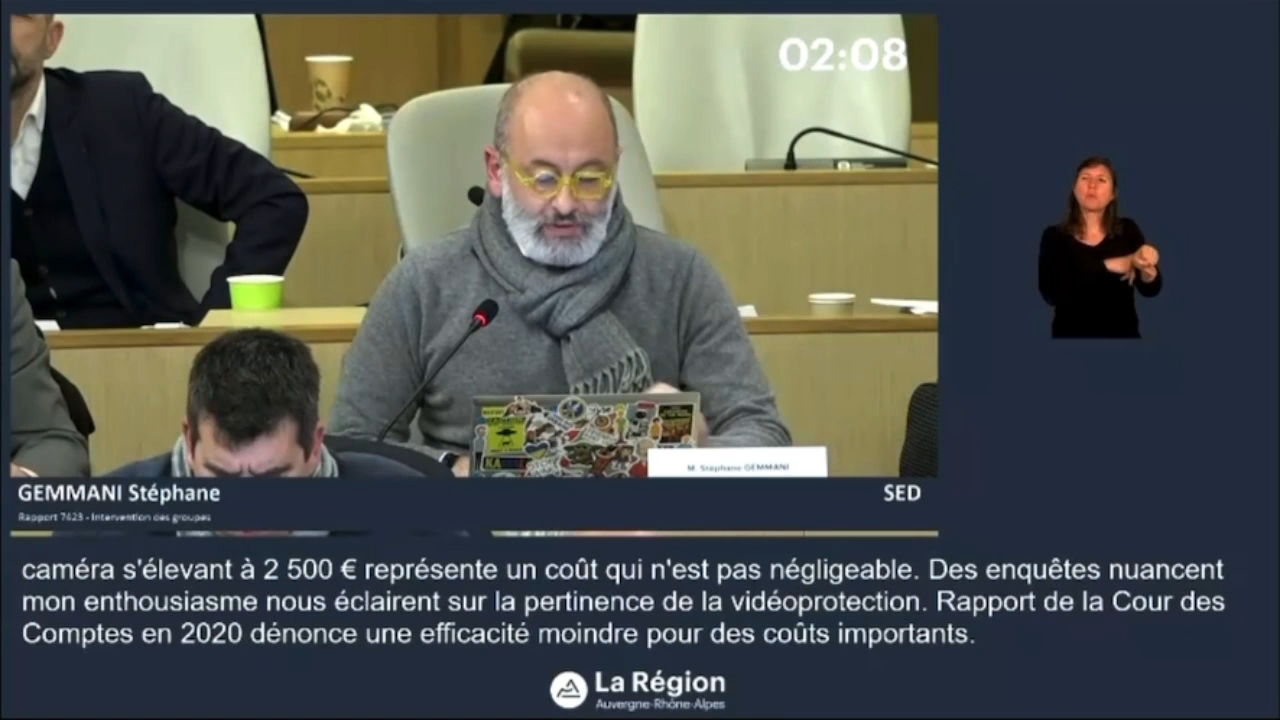 02:08
M. Stéphane GEMMANI
GEMMANI Stéphane
SED
Rapport 7623 - Intervention des groupes
caméra s'élevant à 2 500 € représente un coût qui n'est pas négligeable. Des enquêtes nuancent
mon enthousiasme nous éclairent sur la pertinence de la vidéoprotection. Rapport de la Cour des
Comptes en 2020 dénonce une efficacité moindre pour des coûts importants.
La Région
Auvergne-Rhône-Alpes